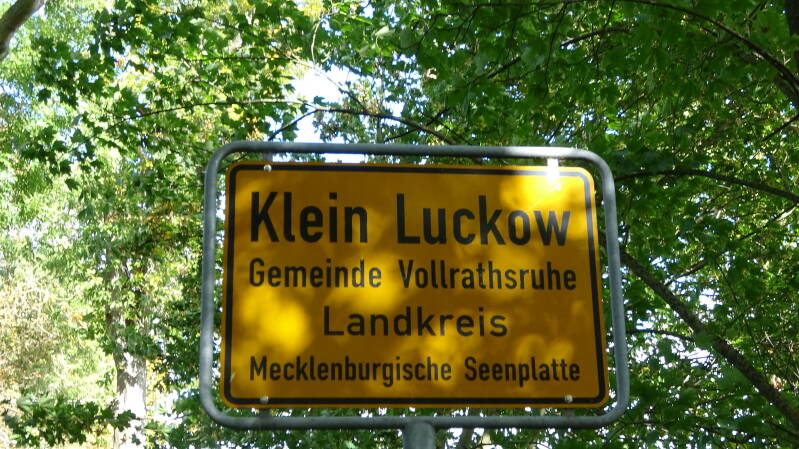 Klein Luckow
Gemeinde Vollrathsruhe
Landkreis
Mecklenburgische Seenplatte